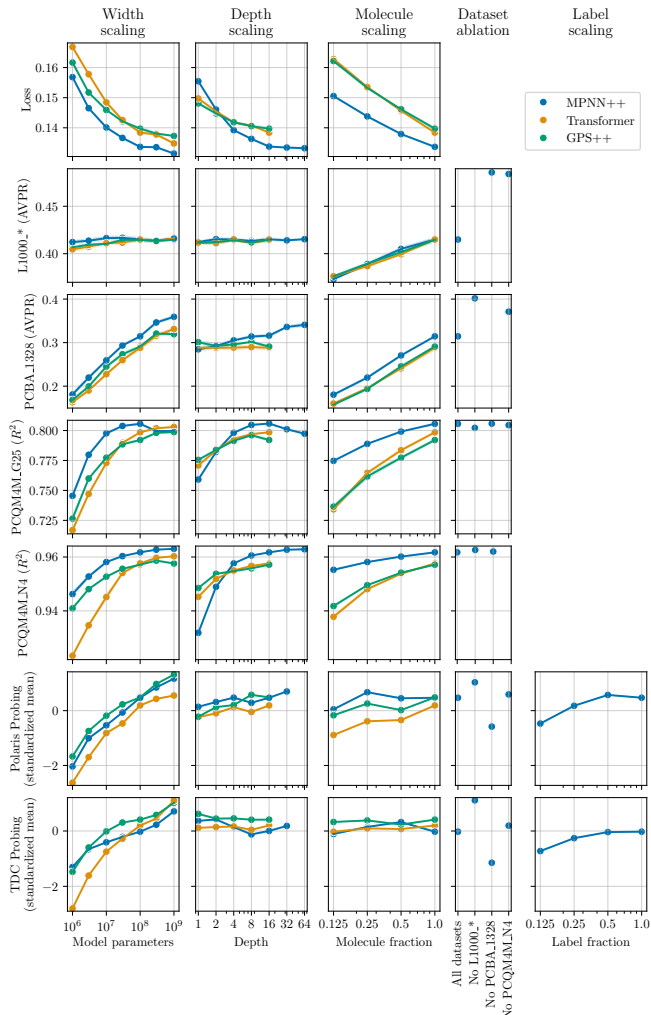 Width scaling
Depth scaling
Molecule scaling
Dataset ablation
Label scaling
Loss
0.16
0.15
0.14
MPNN++
Transformer
GPS++
L1000_* (AVPR)
0.45
0.40
PCBA_1328 (AVPR)
0.4
0.3
0.2
PCQM4M_G25 (R²)
0.800
0.775
0.750
0.725
PCQM4M_N4 (R²)
0.96
0.94
Polaris Probing
(standardized mean)
0
−2
TDC Probing
(standardized mean)
0
−2
10⁶ 10⁷ 10⁸ 10⁹
Model parameters
1 2 4 8 16 32 64
Depth
0.125 0.25 0.5 1.0
Molecule fraction
All datasets
No L1000_*
No PCBA_1328
No PCQM4M_N4
0.125 0.25 0.5 1.0
Label fraction